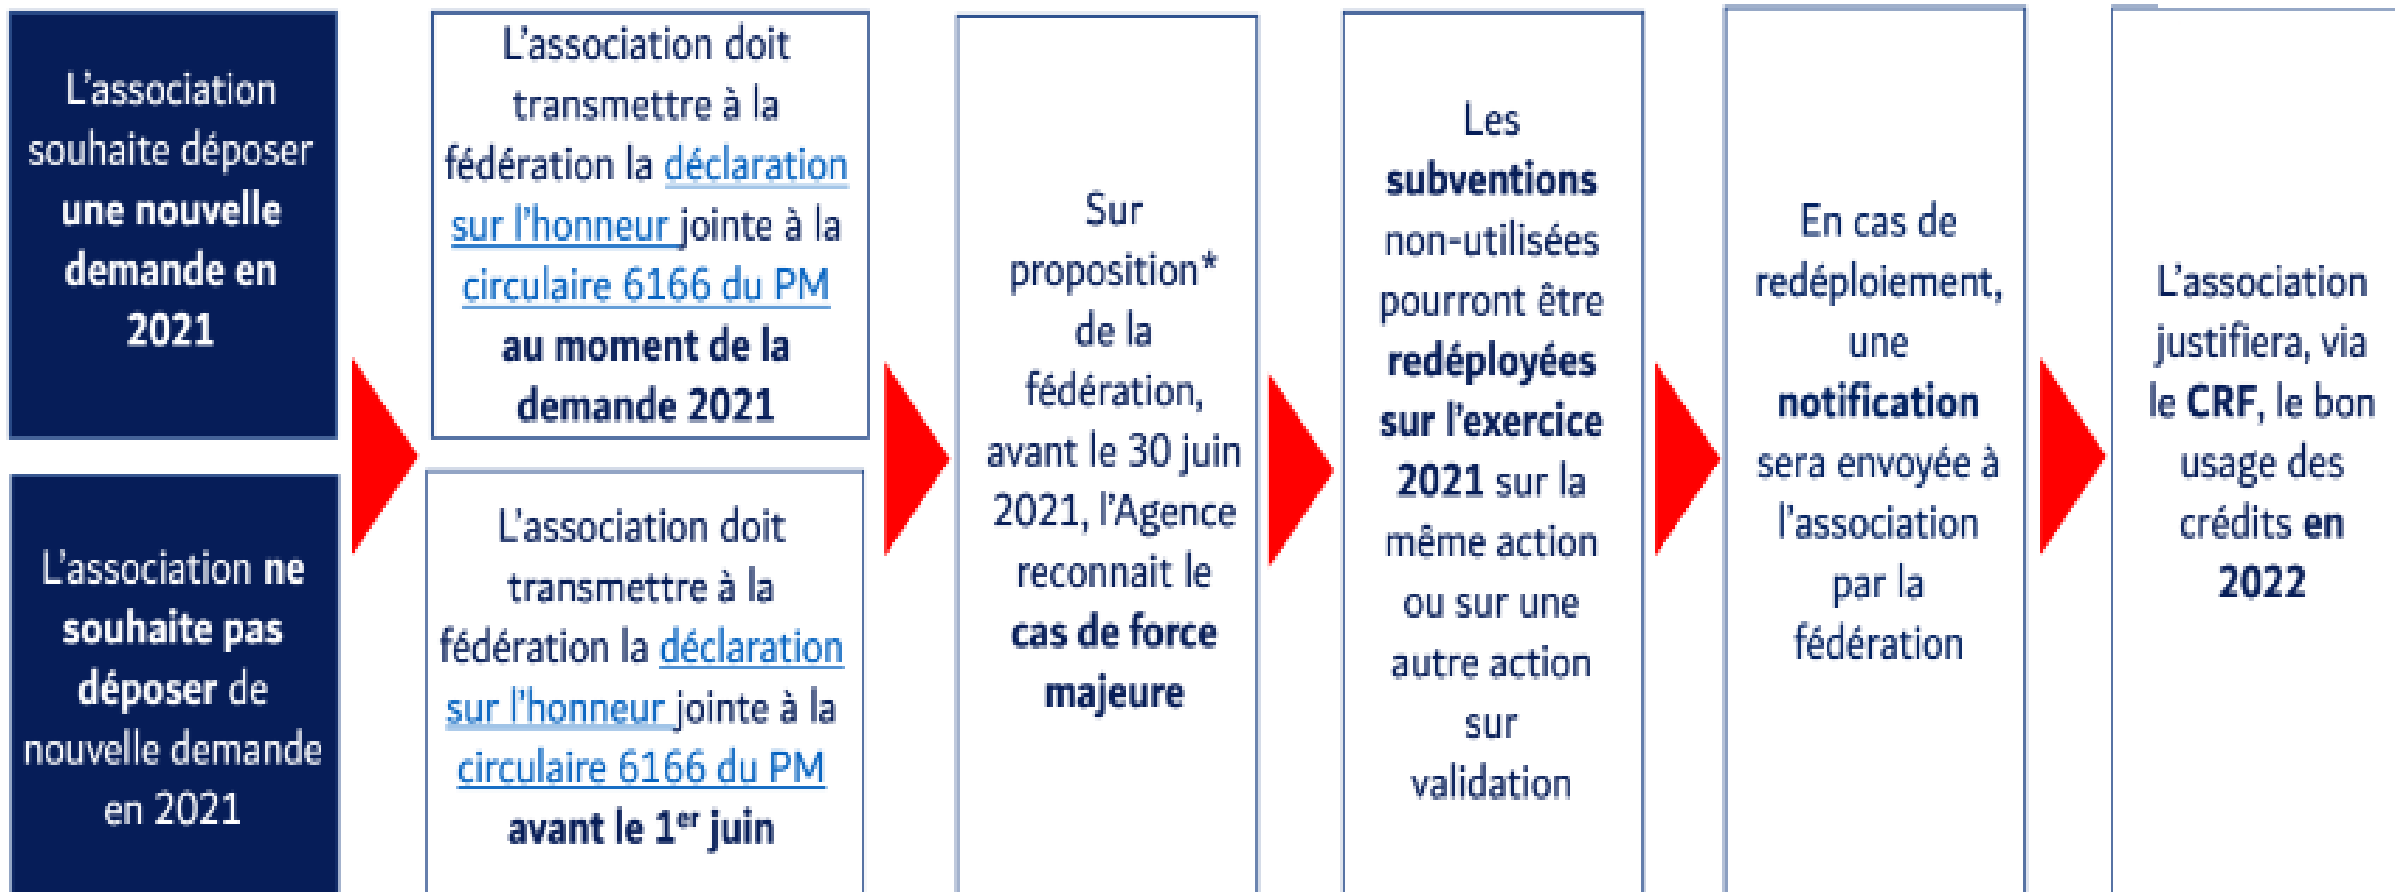 L'association
souhaite déposer
une nouvelle
demande en
2021
L'association ne
souhaite pas
déposer de
nouvelle demande
en 2021
L'association doit
transmettre à la
fédération la déclaration
sur l'honneur jointe à la
circulaire 6166 du PM
au moment de la
demande 2021
L'association doit
transmettre à la
fédération la déclaration
sur l'honneur jointe à la
circulaire 6166 du PM
avant le 1er juin
Sur
proposition*
de la
fédération,
avant le 30 juin
2021, l'Agence
reconnait le
cas de force
majeure
Les
subventions
non-utilisées
pourront être
redéployées
sur l'exercice
2021 sur la
même action
ou sur une
autre action
sur
validation
En cas de
redéploiement,
une
notification
sera envoyée à
l'association
par la
fédération
L'association
justifiera, via
le CRF, le bon
usage des
crédits en
2022